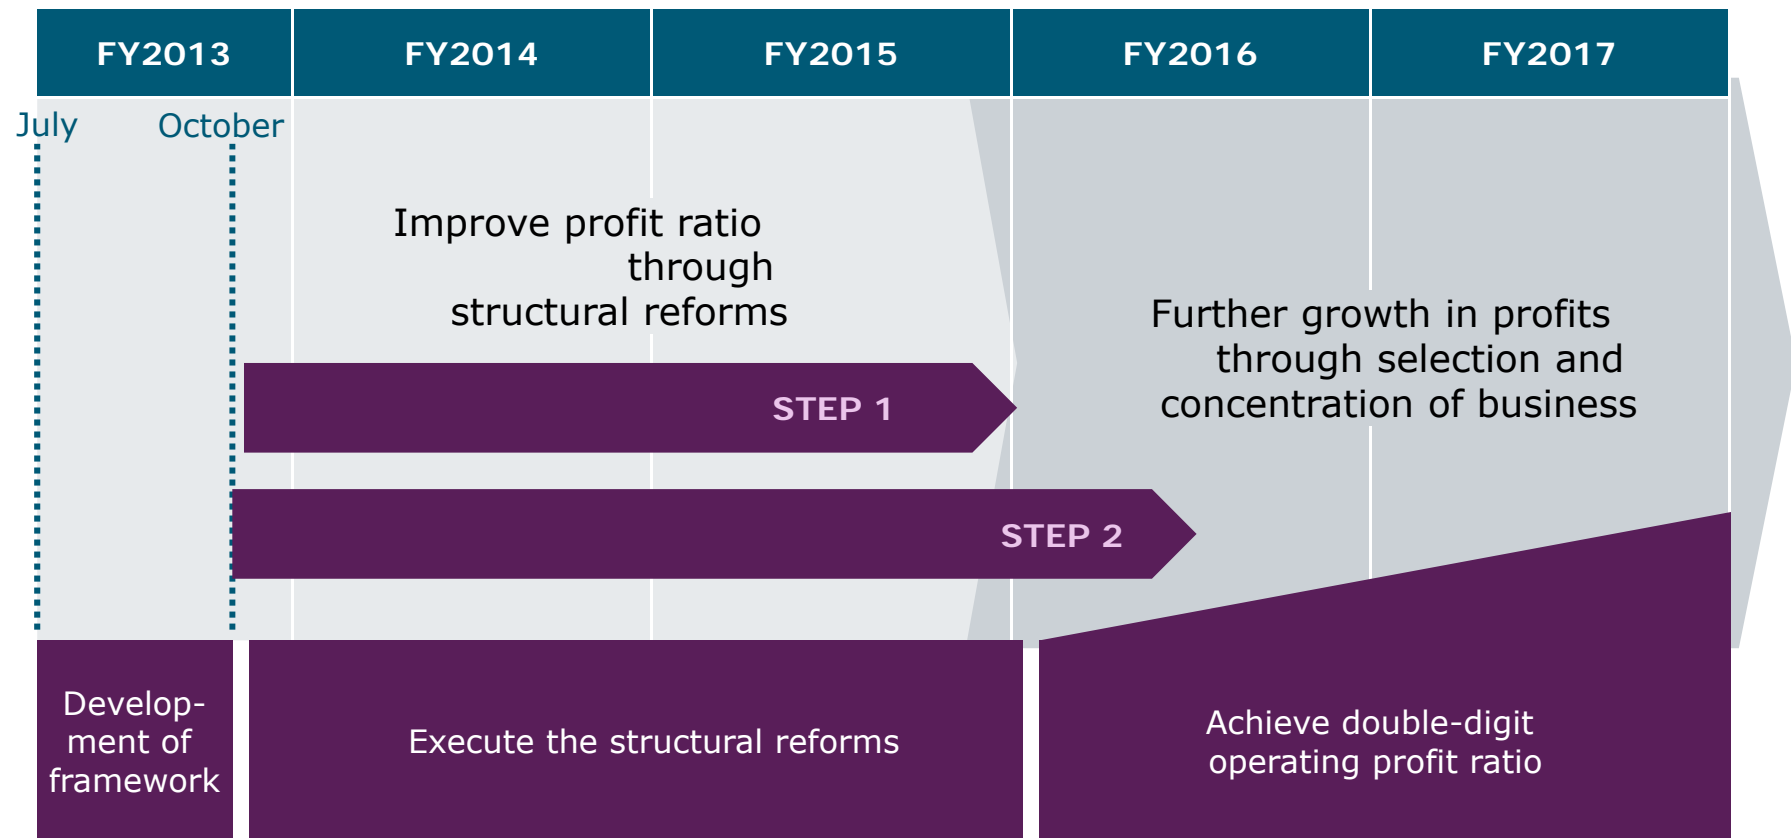 FY2013
FY2014
FY2015
FY2016
FY2017
July
October
Improve profit ratio
through
structural reforms
Further growth in profits
through selection and
concentration of business
STEP 1
STEP 2
Develop-
ment of
framework
Execute the structural reforms
Achieve double-digit
operating profit ratio